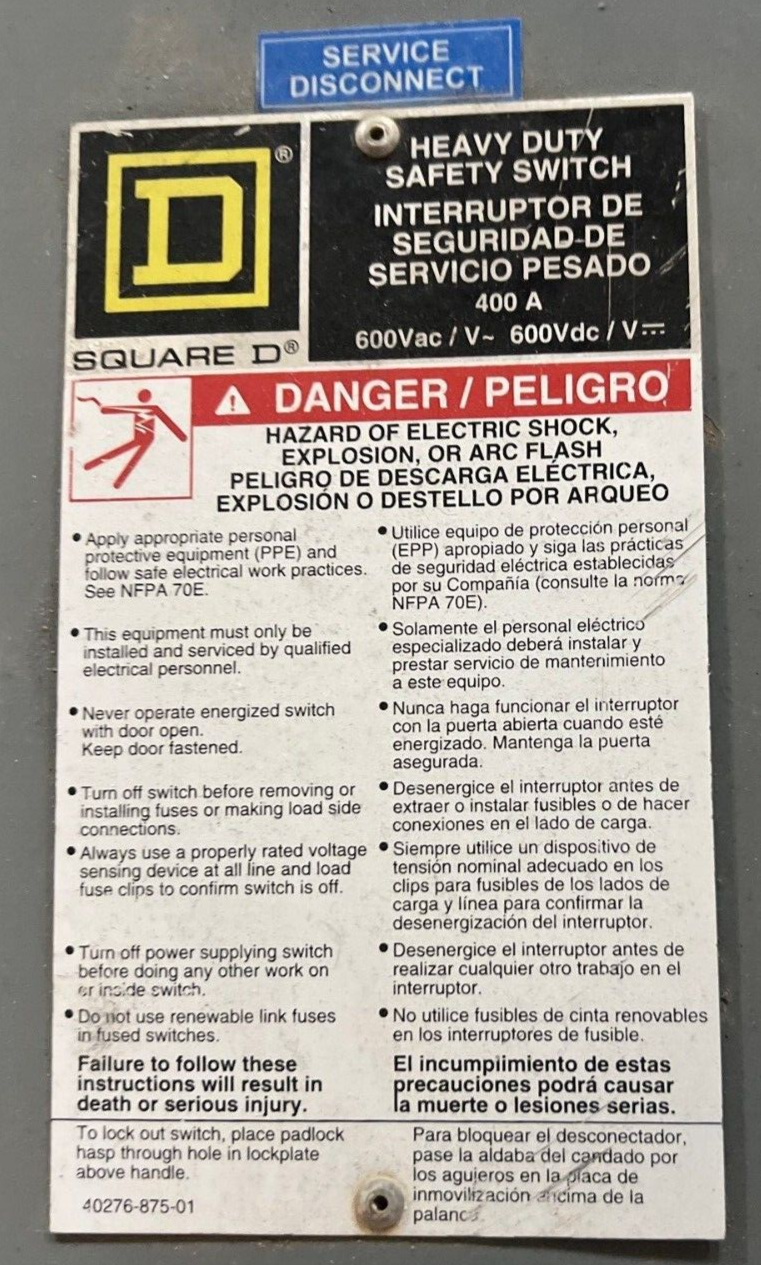 SERVICE
DISCONNECT
D®
SQUARE D®
HEAVY DUTY
SAFETY SWITCH
INTERRUPTOR DE
SEGURIDAD DE
SERVICIO PESADO
400 A
600Vac / V~ 600Vdc / V⎓
⚠ DANGER / PELIGRO
HAZARD OF ELECTRIC SHOCK,
EXPLOSION, OR ARC FLASH
PELIGRO DE DESCARGA ELÉCTRICA,
EXPLOSIÓN O DESTELLO POR ARQUEO
• Apply appropriate personal
protective equipment (PPE) and
follow safe electrical work practices.
See NFPA 70E.
• This equipment must only be
installed and serviced by qualified
electrical personnel.
• Never operate energized switch
with door open.
Keep door fastened.
• Turn off switch before removing or
installing fuses or making load side
connections.
• Always use a properly rated voltage
sensing device at all line and load
fuse clips to confirm switch is off.
• Turn off power supplying switch
before doing any other work on
or inside switch.
• Do not use renewable link fuses
in fused switches.
Failure to follow these
instructions will result in
death or serious injury.
• Utilice equipo de protección personal
(EPP) apropiado y siga las prácticas
de seguridad eléctrica establecidas
por su Compañía (consulte la norma
NFPA 70E).
• Solamente el personal eléctrico
especializado deberá instalar y
prestar servicio de mantenimiento
a este equipo.
• Nunca haga funcionar el interruptor
con la puerta abierta cuando esté
energizado. Mantenga la puerta
asegurada.
• Desenergice el interruptor antes de
extraer o instalar fusibles o de hacer
conexiones en el lado de carga.
• Siempre utilice un dispositivo de
tensión nominal adecuado en los
clips para fusibles de los lados de
carga y línea para confirmar la
desenergización del interruptor.
• Desenergice el interruptor antes de
realizar cualquier otro trabajo en el
interruptor.
• No utilice fusibles de cinta renovables
en los interruptores de fusible.
El incumplimiento de estas
precauciones podrá causar
la muerte o lesiones serias.
To lock out switch, place padlock
hasp through hole in lockplate
above handle.
40276-875-01
Para bloquear el desconectador,
pase la aldaba del candado por
los agujeros en la placa de
inmovilización encima de la
palanca.